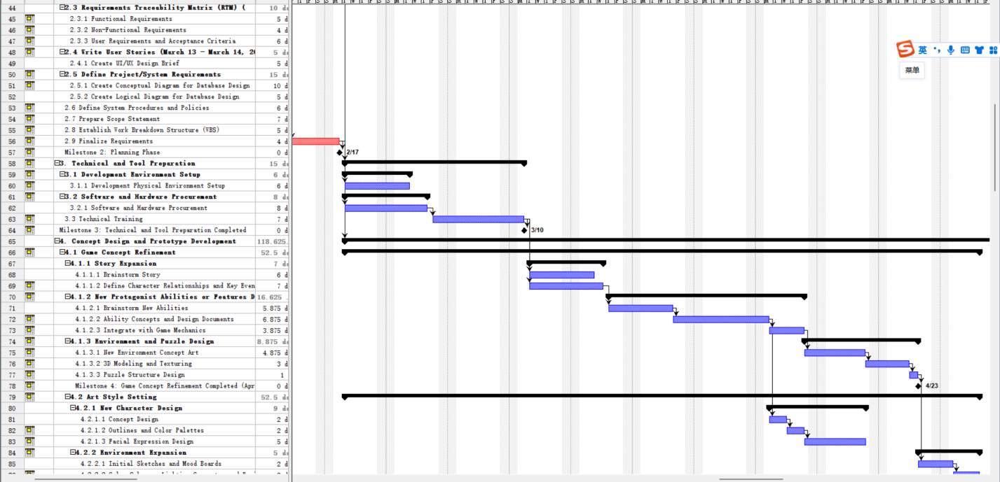 44 ⊟2.3 Requirements Traceability Matrix (RTM) ( 10 d
45 2.3.1 Functional Requirements 5 d
46 2.3.2 Non-Functional Requirements 4 d
47 2.3.3 User Requirements and Acceptance Criteria 6 d
48 ⊟2.4 Write User Stories (March 13 - March 14, 20 5 d
49 2.4.1 Create UI/UX Design Brief 5 d
50 ⊟2.5 Define Project/System Requirements 15 d
51 2.5.1 Create Conceptual Diagram for Database Design 10 d
52 2.5.2 Create Logical Diagram for Database Design 5 d
53 2.6 Define System Procedures and Policies 6 d
54 2.7 Prepare Scope Statement 7 d
55 2.8 Establish Work Breakdown Structure (WBS) 5 d
56 2.9 Finalize Requirements 4 d
57 Milestone 2: Planning Phase 0 d 2/17
58 ⊟3. Technical and Tool Preparation 15 d
59 ⊟3.1 Development Environment Setup 6 d
60 3.1.1 Development Physical Environment Setup 6 d
61 ⊟3.2 Software and Hardware Procurement 8 d
62 3.2.1 Software and Hardware Procurement 8 d
63 3.3 Technical Training 7 d
64 Milestone 3: Technical and Tool Preparation Completed 0 d 3/10
65 ⊟4. Concept Design and Prototype Development 118.625
66 ⊟4.1 Game Concept Refinement 52.5 d
67 ⊟4.1.1 Story Expansion 7 d
68 4.1.1.1 Brainstorm Story 6 d
69 4.1.1.2 Define Character Relationships and Key Even 7 d
70 ⊟4.1.2 New Protagonist Abilities or Features D 16.625
71 4.1.2.1 Brainstorm New Abilities 5.875 d
72 4.1.2.2 Ability Concepts and Design Documents 6.875 d
73 4.1.2.3 Integrate with Game Mechanics 3.875 d
74 ⊟4.1.3 Environment and Puzzle Design 8.875 d
75 4.1.3.1 New Environment Concept Art 4.875 d
76 4.1.3.2 3D Modeling and Texturing 3 d
77 4.1.3.3 Puzzle Structure Design 1
78 Milestone 4: Game Concept Refinement Completed (Apr 0 d 4/23
79 ⊟4.2 Art Style Setting 52.5 d
80 ⊟4.2.1 New Character Design 9 d
81 4.2.1.1 Concept Design 2 d
82 4.2.1.2 Outlines and Color Palettes 2 d
83 4.2.1.3 Facial Expression Design 5 d
84 ⊟4.2.2 Environment Expansion 5 d
85 4.2.2.1 Initial Sketches and Mood Boards 2 d
S 英
菜单